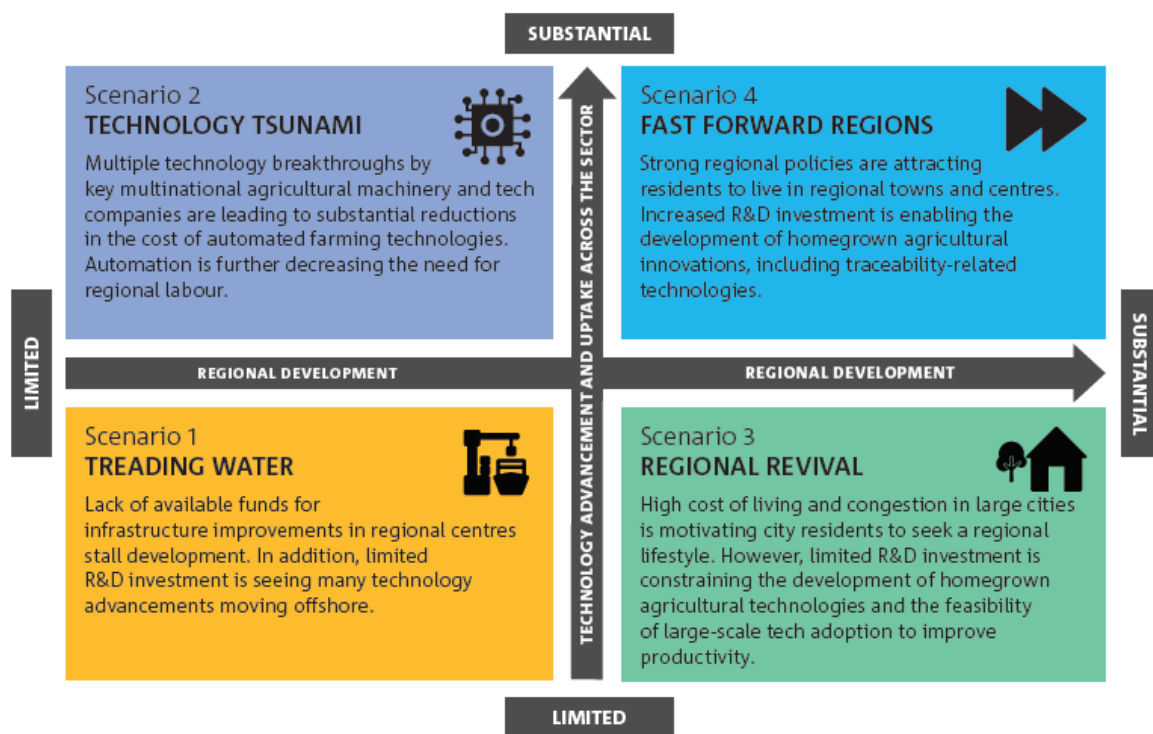 SUBSTANTIAL
Scenario 2
TECHNOLOGY TSUNAMI
Multiple technology breakthroughs by
key multinational agricultural machinery and tech
companies are leading to substantial reductions
in the cost of automated farming technologies.
Automation is further decreasing the need for
regional labour.
Scenario 4
FAST FORWARD REGIONS
Strong regional policies are attracting
residents to live in regional towns and centres.
Increased R&D investment is enabling the
development of homegrown agricultural
innovations, including traceability-related
technologies.
TECHNOLOGY ADVANCEMENT AND UPTAKE ACROSS THE SECTOR
LIMITED
REGIONAL DEVELOPMENT
REGIONAL DEVELOPMENT
SUBSTANTIAL
Scenario 1
TREADING WATER
Lack of available funds for
infrastructure improvements in regional centres
stall development. In addition, limited
R&D investment is seeing many technology
advancements moving offshore.
Scenario 3
REGIONAL REVIVAL
High cost of living and congestion in large cities
is motivating city residents to seek a regional
lifestyle. However, limited R&D investment is
constraining the development of homegrown
agricultural technologies and the feasibility
of large-scale tech adoption to improve
productivity.
LIMITED